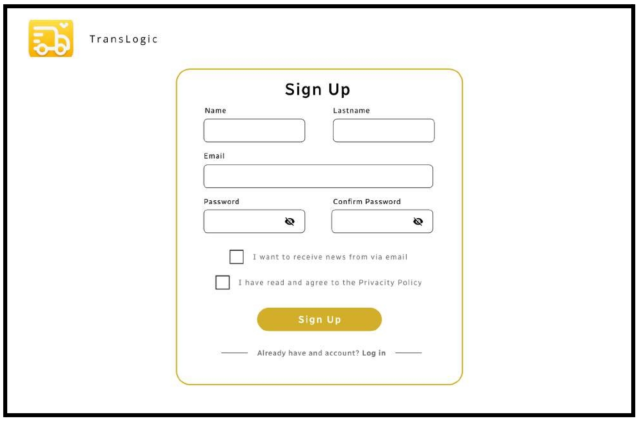 TransLogic
Sign Up
Name Lastname
Email
Password Confirm Password
I want to receive news from via email
I have read and agree to the Privacity Policy
Sign Up
Already have and account? Log in